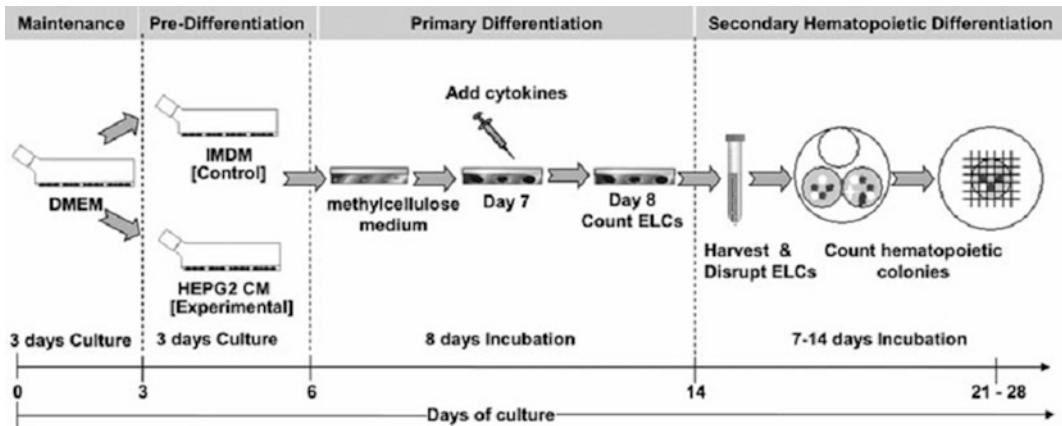 Maintenance
Pre-Differentiation
Primary Differentiation
Secondary Hematopoietic Differentiation
Add cytokines
IMDM
[Control]
DMEM
methylcellulose
medium
Day 7
Day 8
Count ELCs
Harvest &
Disrupt ELCs
Count hematopoietic
colonies
HEPG2 CM
[Experimental]
3 days Culture
3 days Culture
8 days Incubation
7-14 days Incubation
0
3
6
14
21 - 28
Days of culture